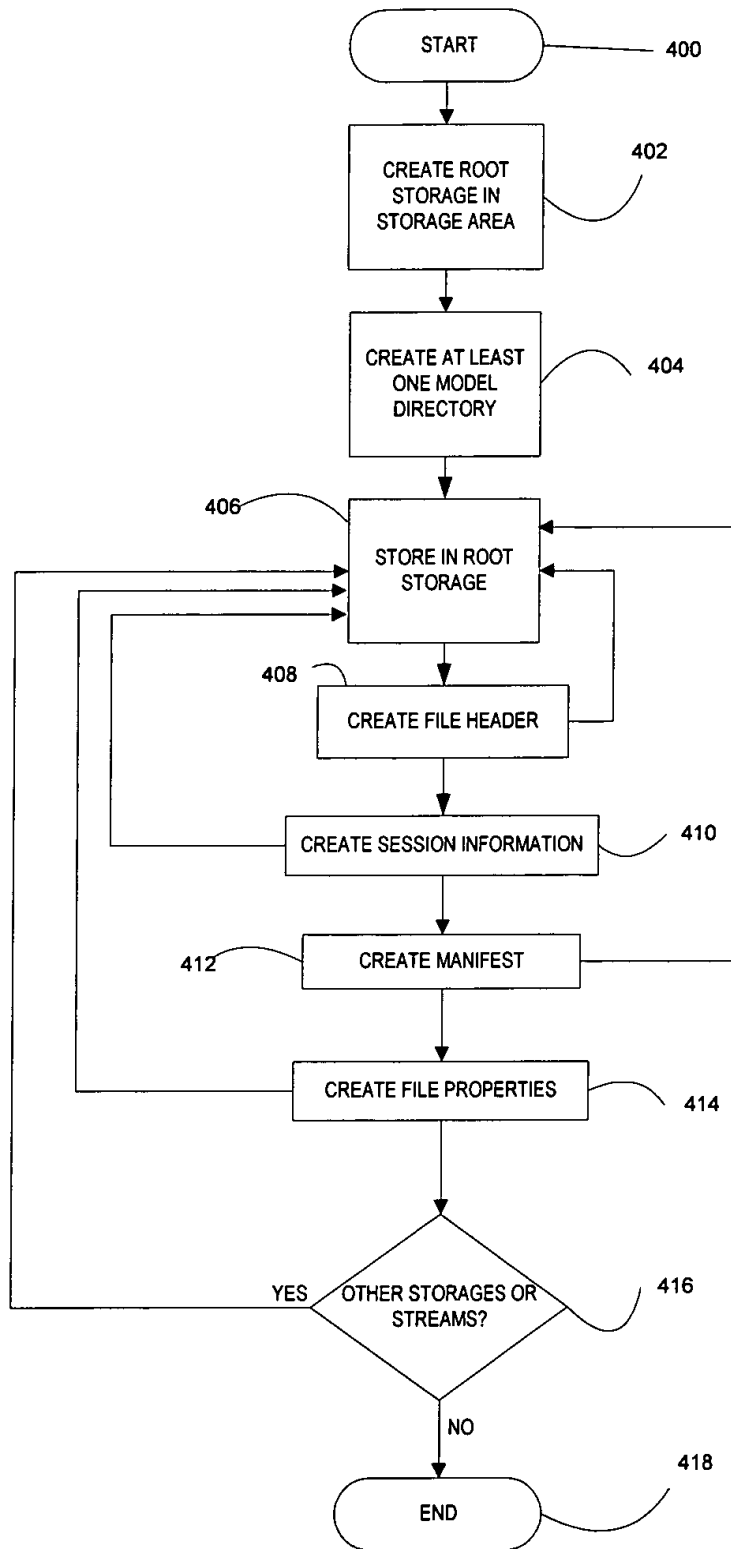 START
400
CREATE ROOT
STORAGE IN
STORAGE AREA
402
CREATE AT LEAST
ONE MODEL
DIRECTORY
404
406
STORE IN ROOT
STORAGE
408
CREATE FILE HEADER
CREATE SESSION INFORMATION
410
412
CREATE MANIFEST
CREATE FILE PROPERTIES
414
YES
OTHER STORAGES OR
STREAMS?
416
NO
END
418